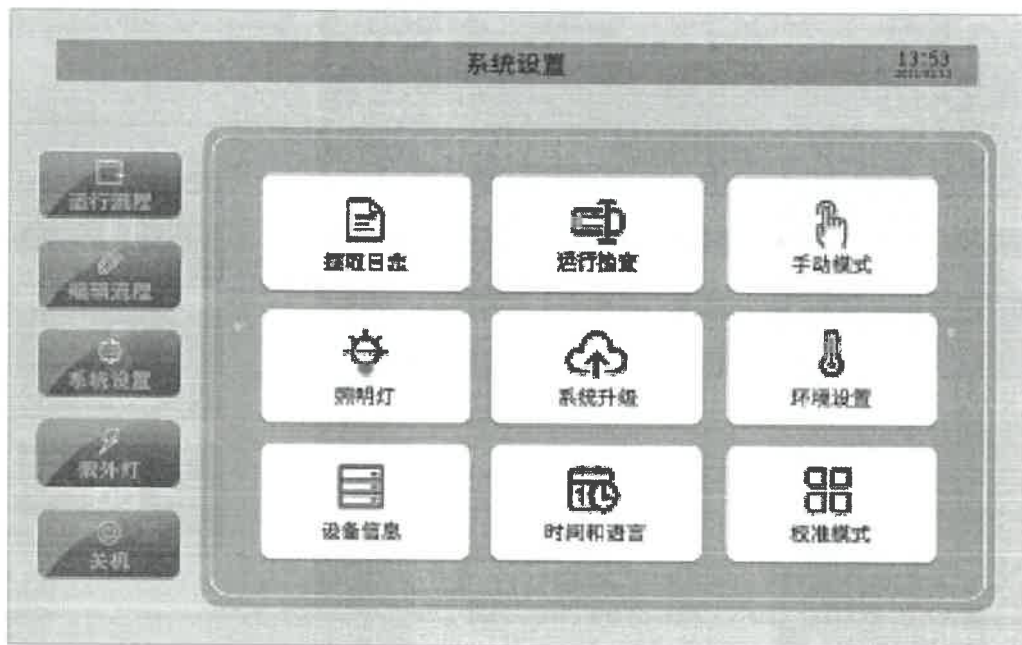 系统设置
13:53
运行流程
编辑流程
系统设置
紫外灯
关机
提取日志
运行检查
手动模式
照明灯
系统升级
环境设置
设备信息
时间和语言
校准模式